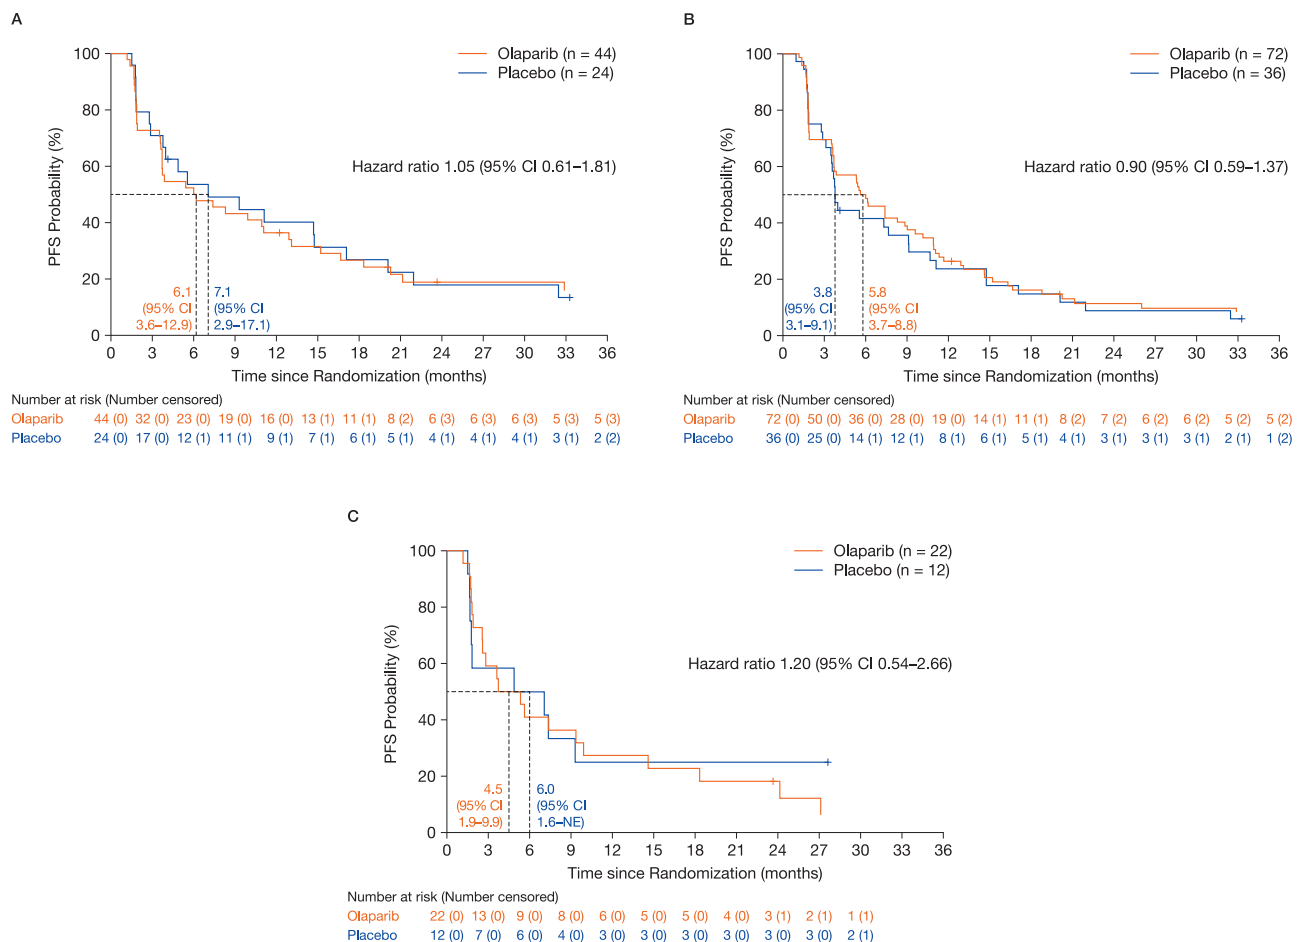 A
Olaparib (n = 44)
Placebo (n = 24)
Hazard ratio 1.05 (95% CI 0.61–1.81)
PFS Probability (%)
100
80
60
40
20
0
6.1
(95% CI
3.6–12.9)
7.1
(95% CI
2.9–17.1)
0 3 6 9 12 15 18 21 24 27 30 33 36
Time since Randomization (months)
Number at risk (Number censored)
Olaparib 44 (0) 32 (0) 23 (0) 19 (0) 16 (0) 13 (1) 11 (1) 8 (2) 6 (3) 6 (3) 6 (3) 5 (3) 5 (3)
Placebo 24 (0) 17 (0) 12 (1) 11 (1) 9 (1) 7 (1) 6 (1) 5 (1) 4 (1) 4 (1) 4 (1) 3 (1) 2 (2)
B
Olaparib (n = 72)
Placebo (n = 36)
Hazard ratio 0.90 (95% CI 0.59–1.37)
PFS Probability (%)
100
80
60
40
20
0
3.8
(95% CI
3.1–9.1)
5.8
(95% CI
3.7–8.8)
0 3 6 9 12 15 18 21 24 27 30 33 36
Time since Randomization (months)
Number at risk (Number censored)
Olaparib 72 (0) 50 (0) 36 (0) 28 (0) 19 (0) 14 (1) 11 (1) 8 (2) 7 (2) 6 (2) 6 (2) 5 (2) 5 (2)
Placebo 36 (0) 25 (0) 14 (1) 12 (1) 8 (1) 6 (1) 5 (1) 4 (1) 3 (1) 3 (1) 3 (1) 2 (1) 1 (2)
C
Olaparib (n = 22)
Placebo (n = 12)
Hazard ratio 1.20 (95% CI 0.54–2.66)
PFS Probability (%)
100
80
60
40
20
0
4.5
(95% CI
1.9–9.9)
6.0
(95% CI
1.6–NE)
0 3 6 9 12 15 18 21 24 27 30 33 36
Time since Randomization (months)
Number at risk (Number censored)
Olaparib 22 (0) 13 (0) 9 (0) 8 (0) 6 (0) 5 (0) 5 (0) 4 (0) 3 (1) 2 (1) 1 (1)
Placebo 12 (0) 7 (0) 6 (0) 4 (0) 3 (0) 3 (0) 3 (0) 3 (0) 3 (0) 3 (0) 2 (1)